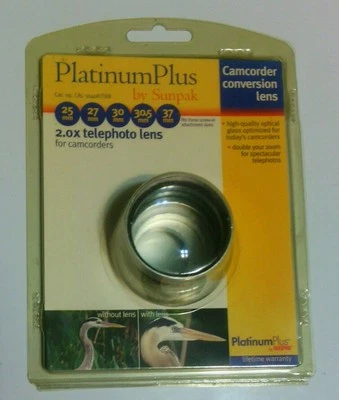 PlatinumPlus
by Sunpak
25 mm
27 mm
30 mm
30.5 mm
37 mm
2.0x telephoto lens
for camcorders
Camcorder
conversion
lens
• high-quality optical
glass optimized for
today's camcorders
• double your zoom
for spectacular
telephotos
without lens
with lens
PlatinumPlus
by SUNPAK
lifetime warranty